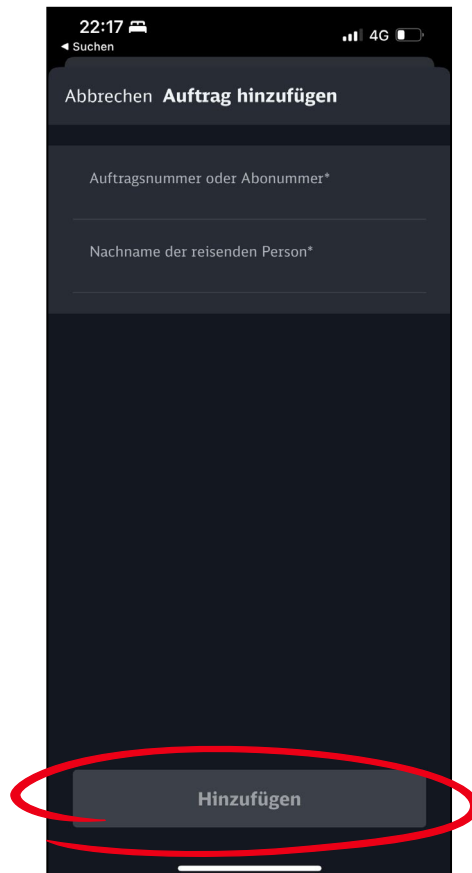 22:17
4G
◀ Suchen
Abbrechen Auftrag hinzufügen
Auftragsnummer oder Abonummer*
Nachname der reisenden Person*
Hinzufügen